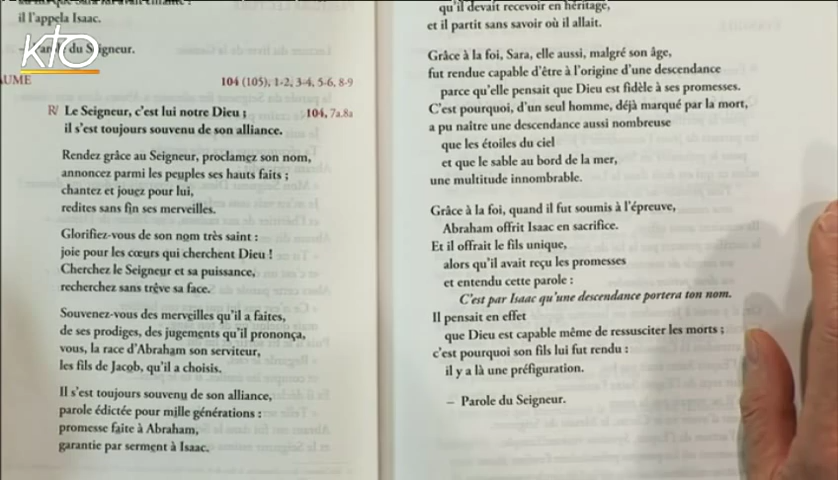 il l'appela Isaac.
du Seigneur.
kto
104 (105), 1-2, 3-4, 5-6, 8-9
R/ Le Seigneur, c'est lui notre Dieu ; 104, 7a.8a
il s'est toujours souvenu de son alliance.
Rendez grâce au Seigneur, proclamez son nom,
annoncez parmi les peuples ses hauts faits ;
chantez et jouez pour lui,
redites sans fin ses merveilles.
Glorifiez-vous de son nom très saint :
joie pour les cœurs qui cherchent Dieu !
Cherchez le Seigneur et sa puissance,
recherchez sans trêve sa face.
Souvenez-vous des merveilles qu'il a faites,
de ses prodiges, des jugements qu'il prononça,
vous, la race d'Abraham son serviteur,
les fils de Jacob, qu'il a choisis.
Il s'est toujours souvenu de son alliance,
parole édictée pour mille générations :
promesse faite à Abraham,
garantie par serment à Isaac.
qu'il devait recevoir en héritage,
et il partit sans savoir où il allait.
Grâce à la foi, Sara, elle aussi, malgré son âge,
fut rendue capable d'être à l'origine d'une descendance
parce qu'elle pensait que Dieu est fidèle à ses promesses.
C'est pourquoi, d'un seul homme, déjà marqué par la mort,
a pu naître une descendance aussi nombreuse
que les étoiles du ciel
et que le sable au bord de la mer,
une multitude innombrable.
Grâce à la foi, quand il fut soumis à l'épreuve,
Abraham offrit Isaac en sacrifice.
Et il offrait le fils unique,
alors qu'il avait reçu les promesses
et entendu cette parole :
C'est par Isaac qu'une descendance portera ton nom.
Il pensait en effet
que Dieu est capable même de ressusciter les morts ;
c'est pourquoi son fils lui fut rendu :
il y a là une préfiguration.
– Parole du Seigneur.